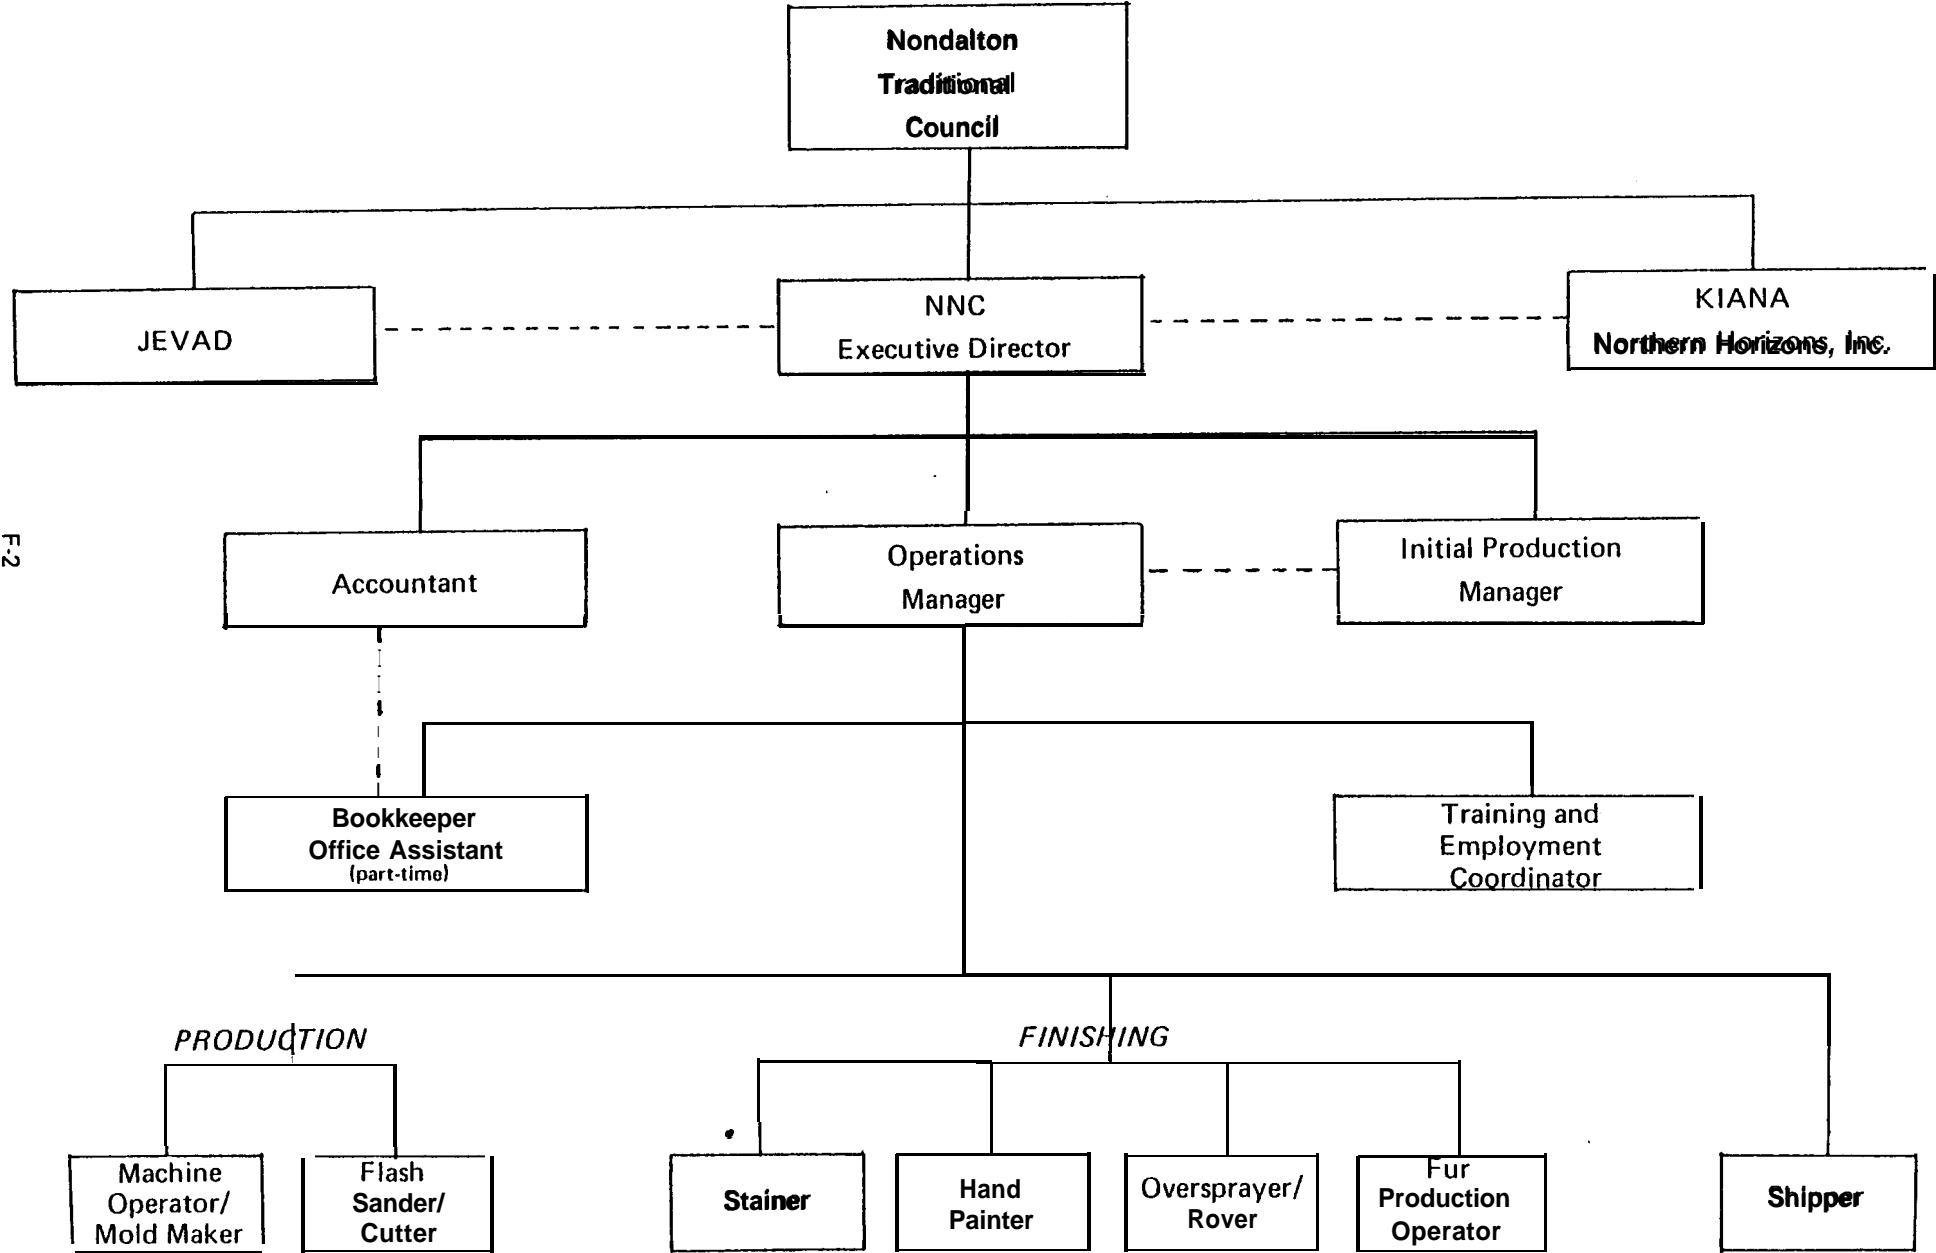 Nondalton
Traditional
Council
JEVAD
NNC
Executive Director
KIANA
Northern Horizons, Inc.
F-2
Accountant
Operations
Manager
Initial Production
Manager
Bookkeeper
Office Assistant
(part-time)
Training and
Employment
Coordinator
PRODUCTION
FINISHING
Machine
Operator/
Mold Maker
Flash
Sander/
Cutter
Stainer
Hand
Painter
Oversprayer/
Rover
Fur
Production
Operator
Shipper